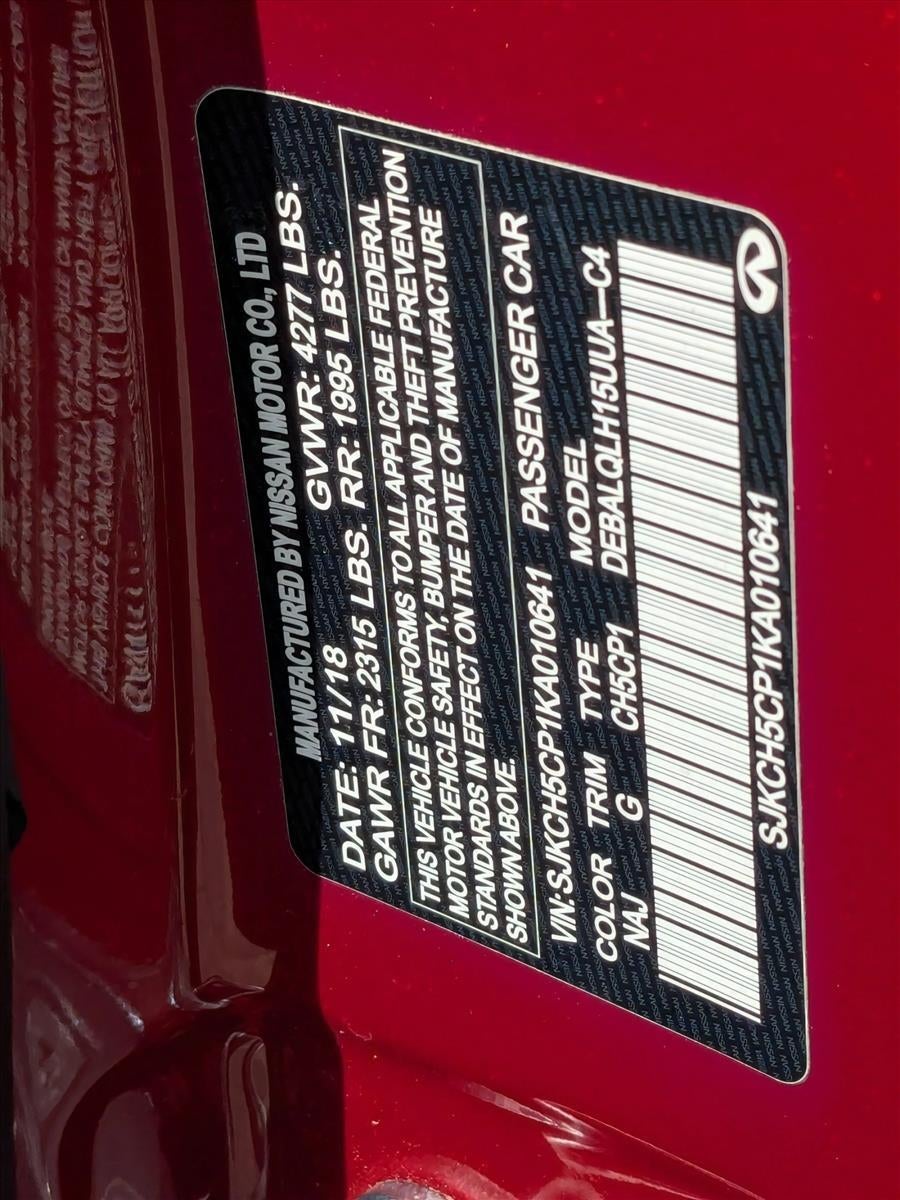 MANUFACTURED BY NISSAN MOTOR CO., LTD
DATE: 11/18 GVWR: 4277 LBS.
GAWR FR: 2315 LBS. RR: 1995 LBS.
THIS VEHICLE CONFORMS TO ALL APPLICABLE FEDERAL
MOTOR VEHICLE SAFETY, BUMPER AND THEFT PREVENTION
STANDARDS IN EFFECT ON THE DATE OF MANUFACTURE
SHOWN ABOVE.
VIN:SJKCH5CP1KA010641 PASSENGER CAR
COLOR TRIM TYPE MODEL
NAJ G CH5CP1 DEBALQLH15UUA-C4
SJKCH5CP1KA010641